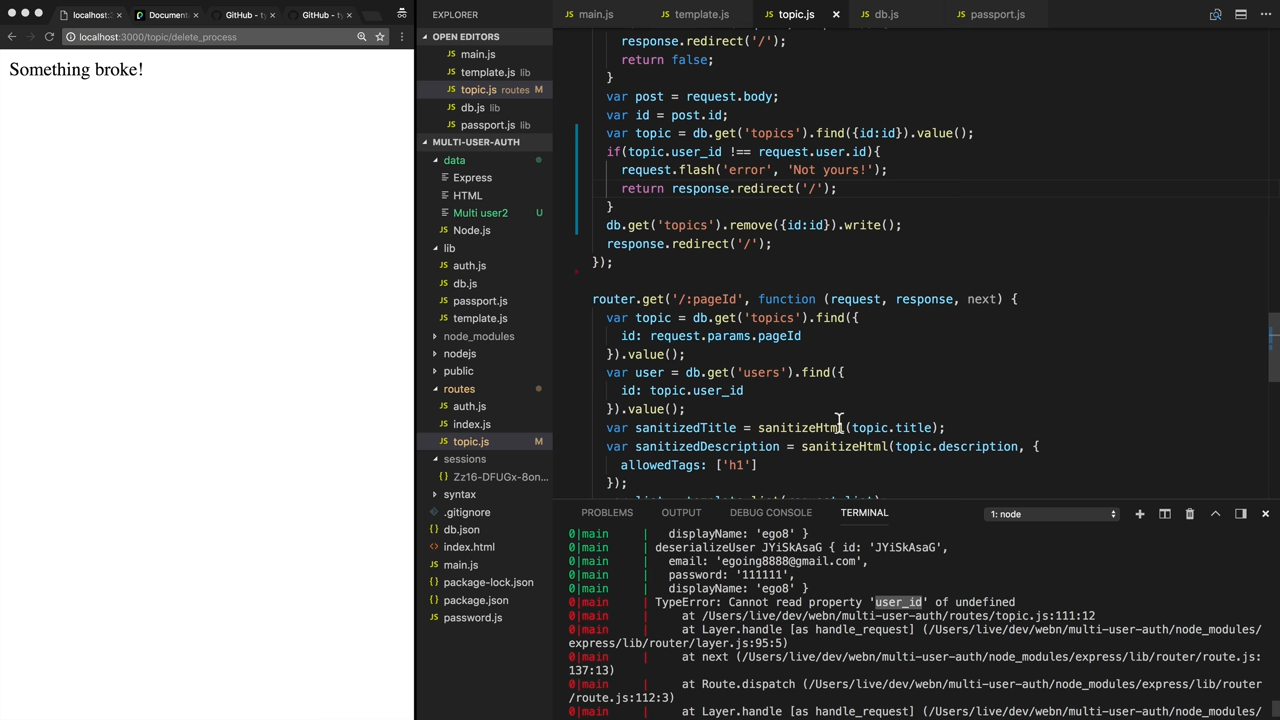 localhost:
Document
GitHub - ty
GitHub - ty
localhost:3000/topic/delete_process
Something broke!
EXPLORER
OPEN EDITORS
main.js
template.js lib
topic.js routes M
db.js lib
passport.js lib
MULTI-USER-AUTH
data
Express
HTML
Multi user2 U
Node.js
lib
auth.js
db.js
passport.js
template.js
node_modules
nodejs
public
routes
auth.js
index.js
topic.js M
sessions
Zz16-DFUGx-8on...
syntax
.gitignore
db.json
index.html
main.js
package-lock.json
package.json
password.js
main.js
template.js
topic.js
db.js
passport.js
response.redirect('/');
return false;
}
var post = request.body;
var id = post.id;
var topic = db.get('topics').find({id:id}).value();
if(topic.user_id !== request.user.id){
request.flash('error', 'Not yours!');
return response.redirect('/');
}
db.get('topics').remove({id:id}).write();
response.redirect('/');
});
router.get('/:pageId', function (request, response, next) {
var topic = db.get('topics').find({
id: request.params.pageId
}).value();
var user = db.get('users').find({
id: topic.user_id
}).value();
var sanitizedTitle = sanitizeHtml(topic.title);
var sanitizedDescription = sanitizeHtml(topic.description, {
allowedTags: ['h1']
});
PROBLEMS
OUTPUT
DEBUG CONSOLE
TERMINAL
1: node
0|main | displayName: 'ego8' }
0|main | deserializeUser JYiSkAsaG { id: 'JYiSkAsaG',
0|main | email: 'egoing8888@gmail.com',
0|main | password: '111111',
0|main | displayName: 'ego8' }
0|main | TypeError: Cannot read property 'user_id' of undefined
0|main | at /Users/live/dev/webn/multi-user-auth/routes/topic.js:111:12
0|main | at Layer.handle [as handle_request] (/Users/live/dev/webn/multi-user-auth/node_modules/
express/lib/router/layer.js:95:5)
0|main | at next (/Users/live/dev/webn/multi-user-auth/node_modules/express/lib/router/route.js:
137:13)
0|main | at Route.dispatch (/Users/live/dev/webn/multi-user-auth/node_modules/express/lib/router
/route.js:112:3)
0|main | at Layer.handle [as handle_request] (/Users/live/dev/webn/multi-user-auth/node_modules/